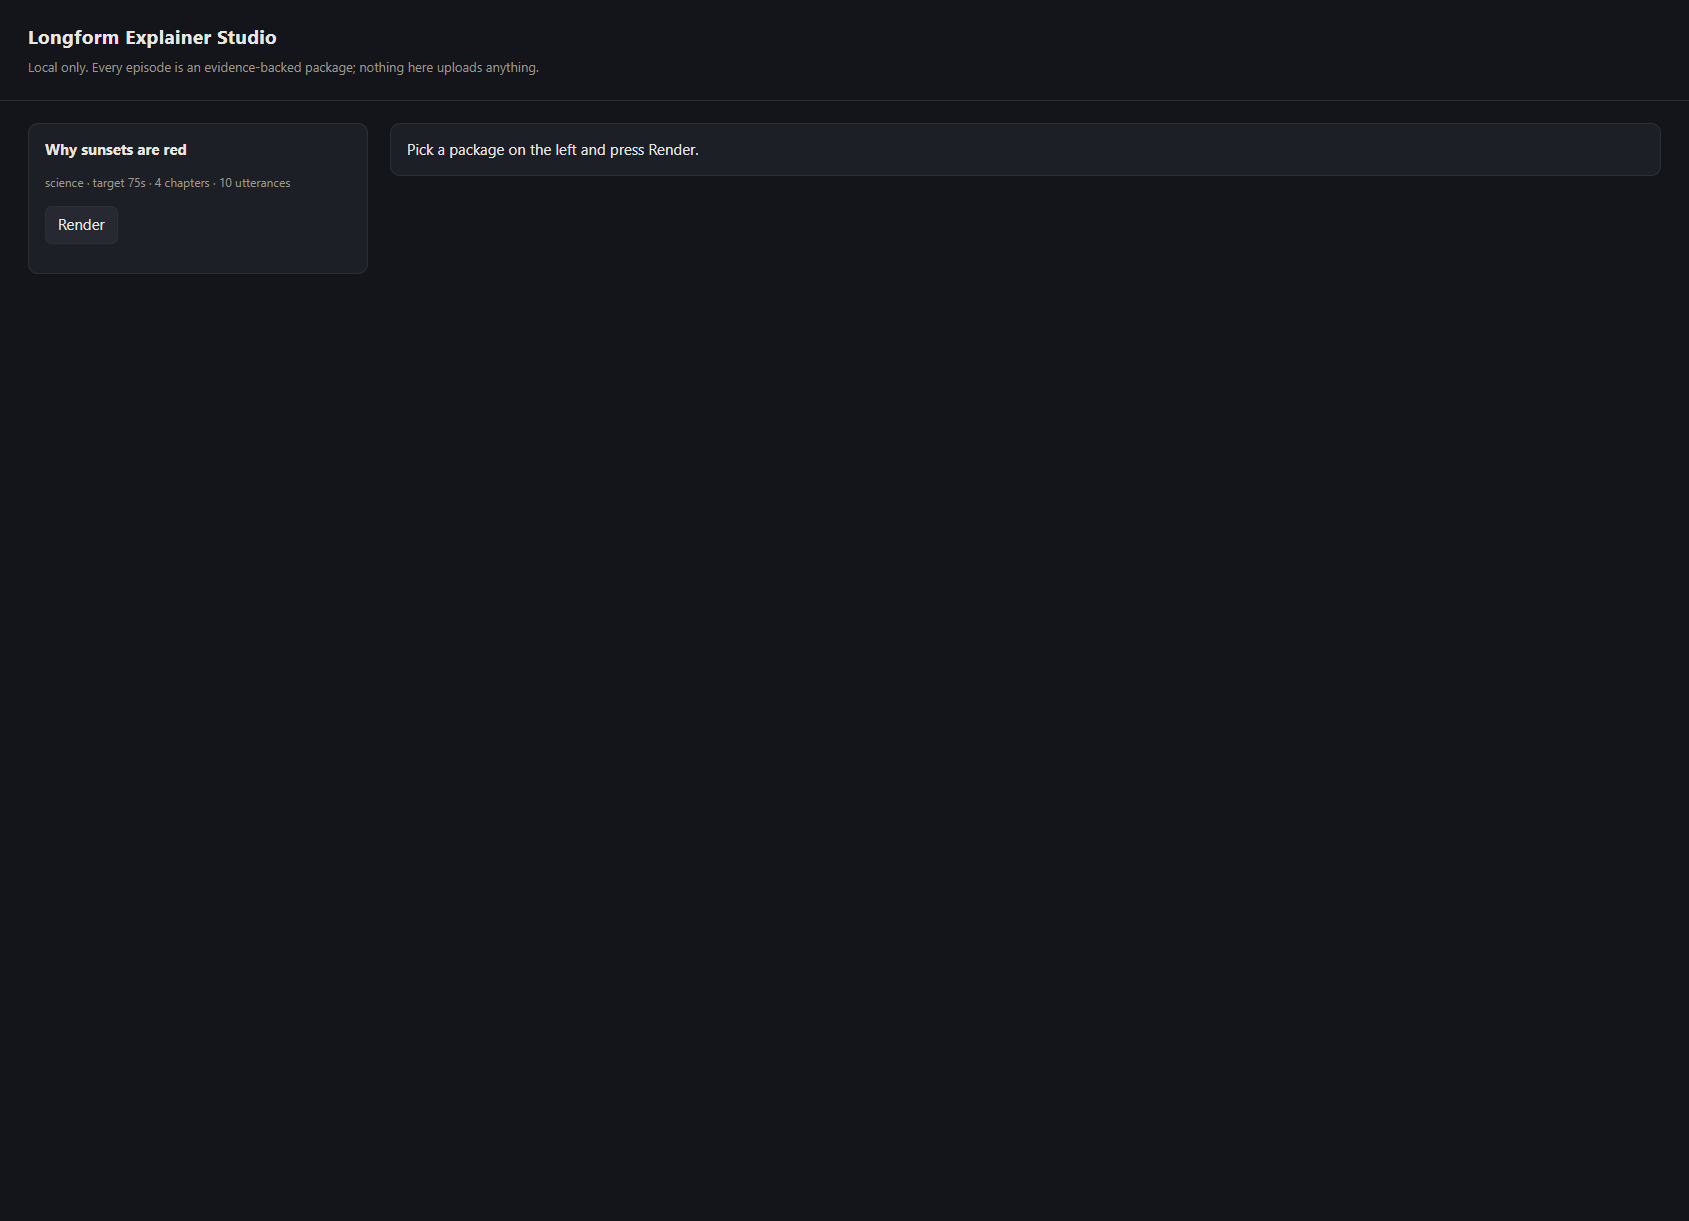 Longform Explainer Studio
Local only. Every episode is an evidence-backed package; nothing here uploads anything.
Why sunsets are red
science · target 75s · 4 chapters · 10 utterances
Render
Pick a package on the left and press Render.